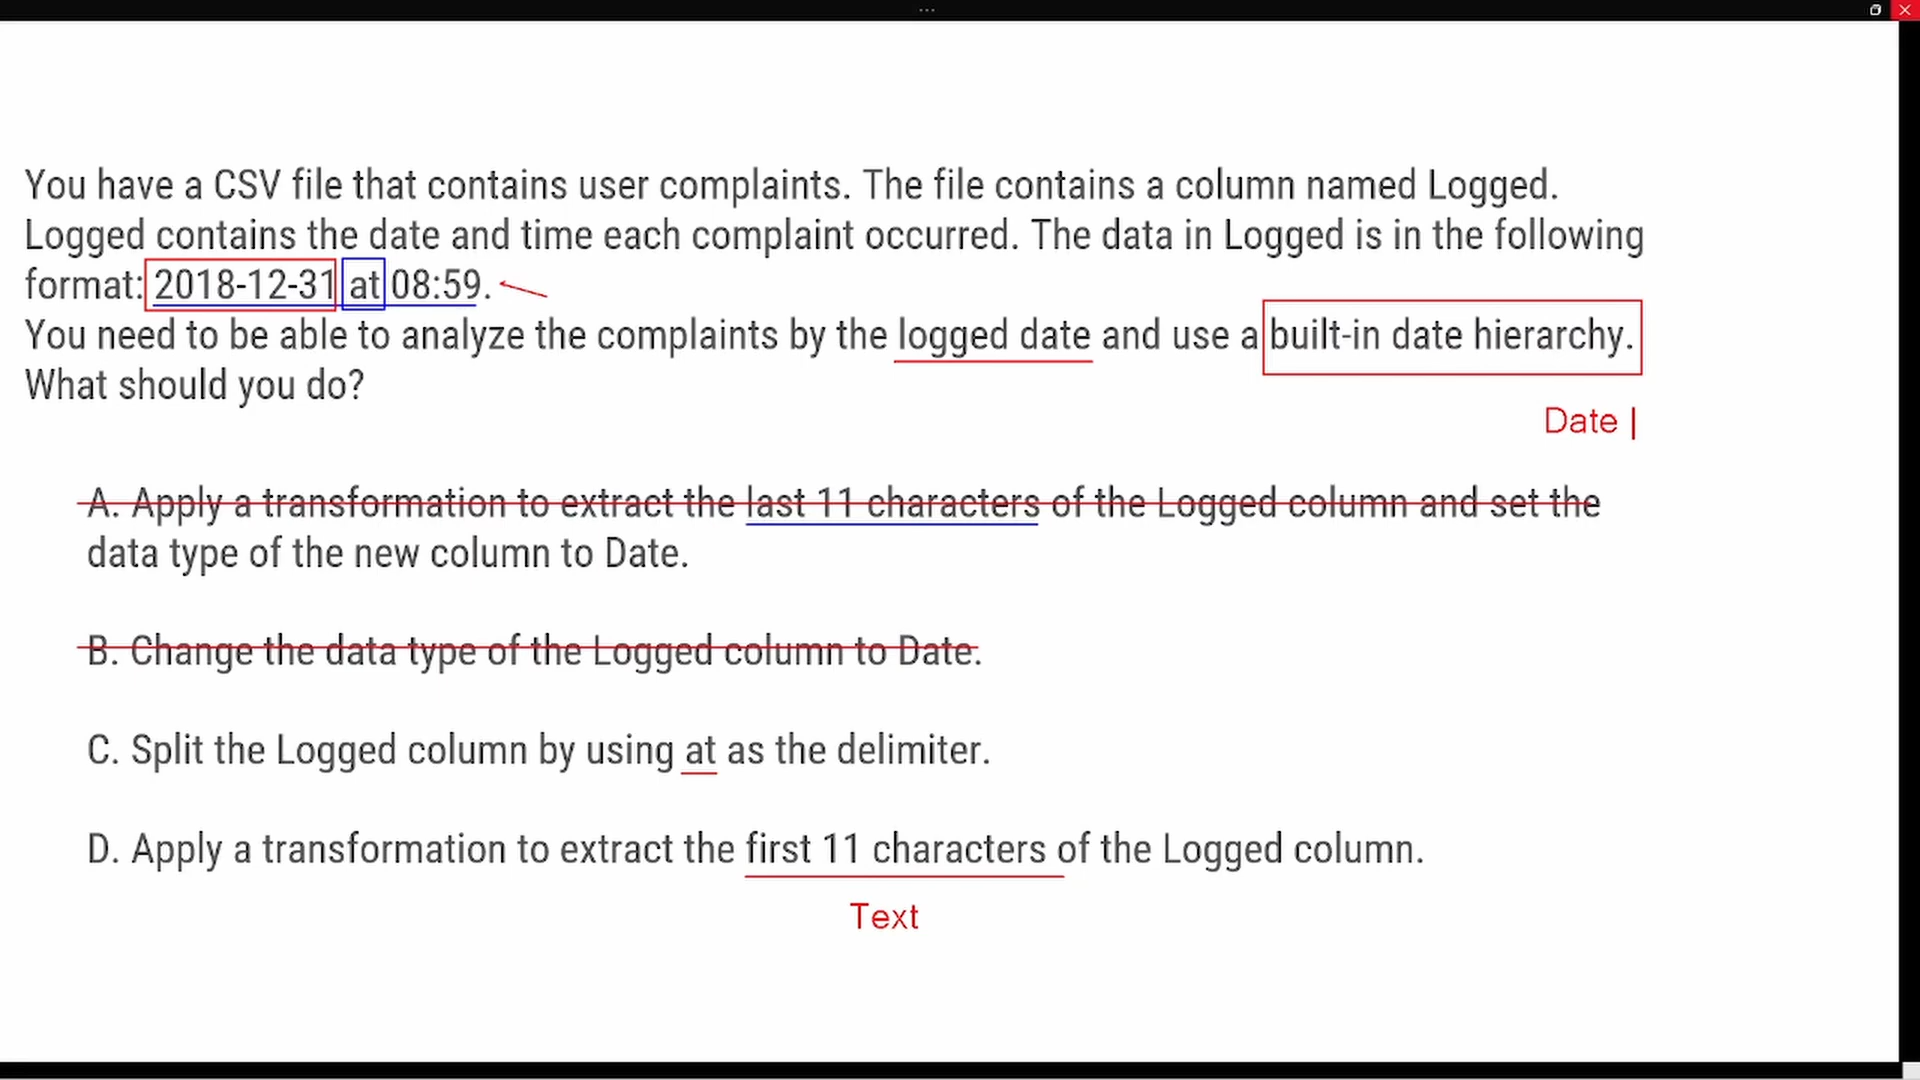 You have a CSV file that contains user complaints. The file contains a column named Logged.
Logged contains the date and time each complaint occurred. The data in Logged is in the following
format: 2018-12-31 at 08:59.
You need to be able to analyze the complaints by the logged date and use a built-in date hierarchy.
What should you do?
Date |
A. Apply a transformation to extract the last 11 characters of the Logged column and set the
data type of the new column to Date.
B. Change the data type of the Logged column to Date.
C. Split the Logged column by using at as the delimiter.
D. Apply a transformation to extract the first 11 characters of the Logged column.
Text